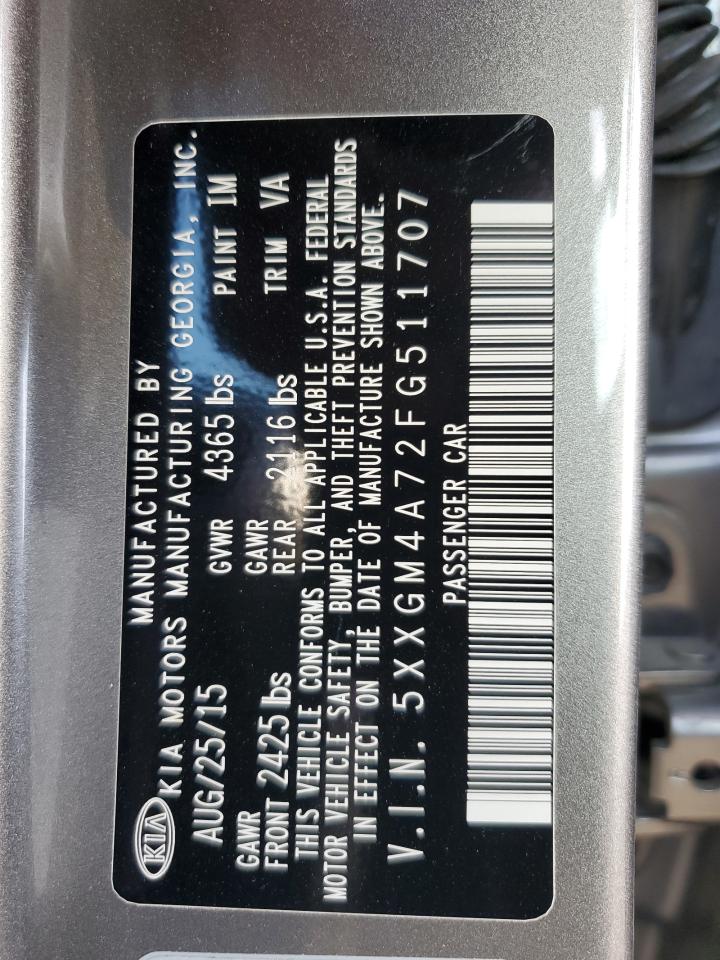 MANUFACTURED BY
KIA KIA MOTORS MANUFACTURING GEORGIA, INC.
AUG/25/15 GVWR 4365 lbs PAINT IM
GAWR GAWR
FRONT 2425 lbs REAR 2116 lbs TRIM VA
THIS VEHICLE CONFORMS TO ALL APPLICABLE U.S.A. FEDERAL
MOTOR VEHICLE SAFETY, BUMPER, AND THEFT PREVENTION STANDARDS
IN EFFECT ON THE DATE OF MANUFACTURE SHOWN ABOVE.
V.I.N. 5XXGM4A72FG511707
PASSENGER CAR